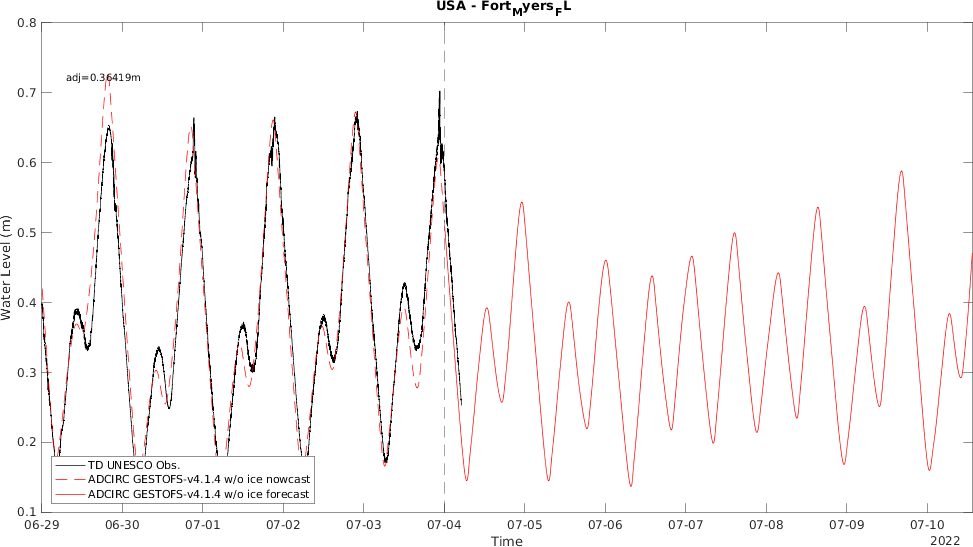 USA - Fort_Myers_FL
0.8
adj=0.36419m
0.7
0.6
0.5
Water Level (m)
0.4
0.3
0.2
TD UNESCO Obs.
ADCIRC GESTOFS-v4.1.4 w/o ice nowcast
ADCIRC GESTOFS-v4.1.4 w/o ice forecast
0.1
06-29 06-30 07-01 07-02 07-03 07-04 07-05 07-06 07-07 07-08 07-09 07-10
Time
2022